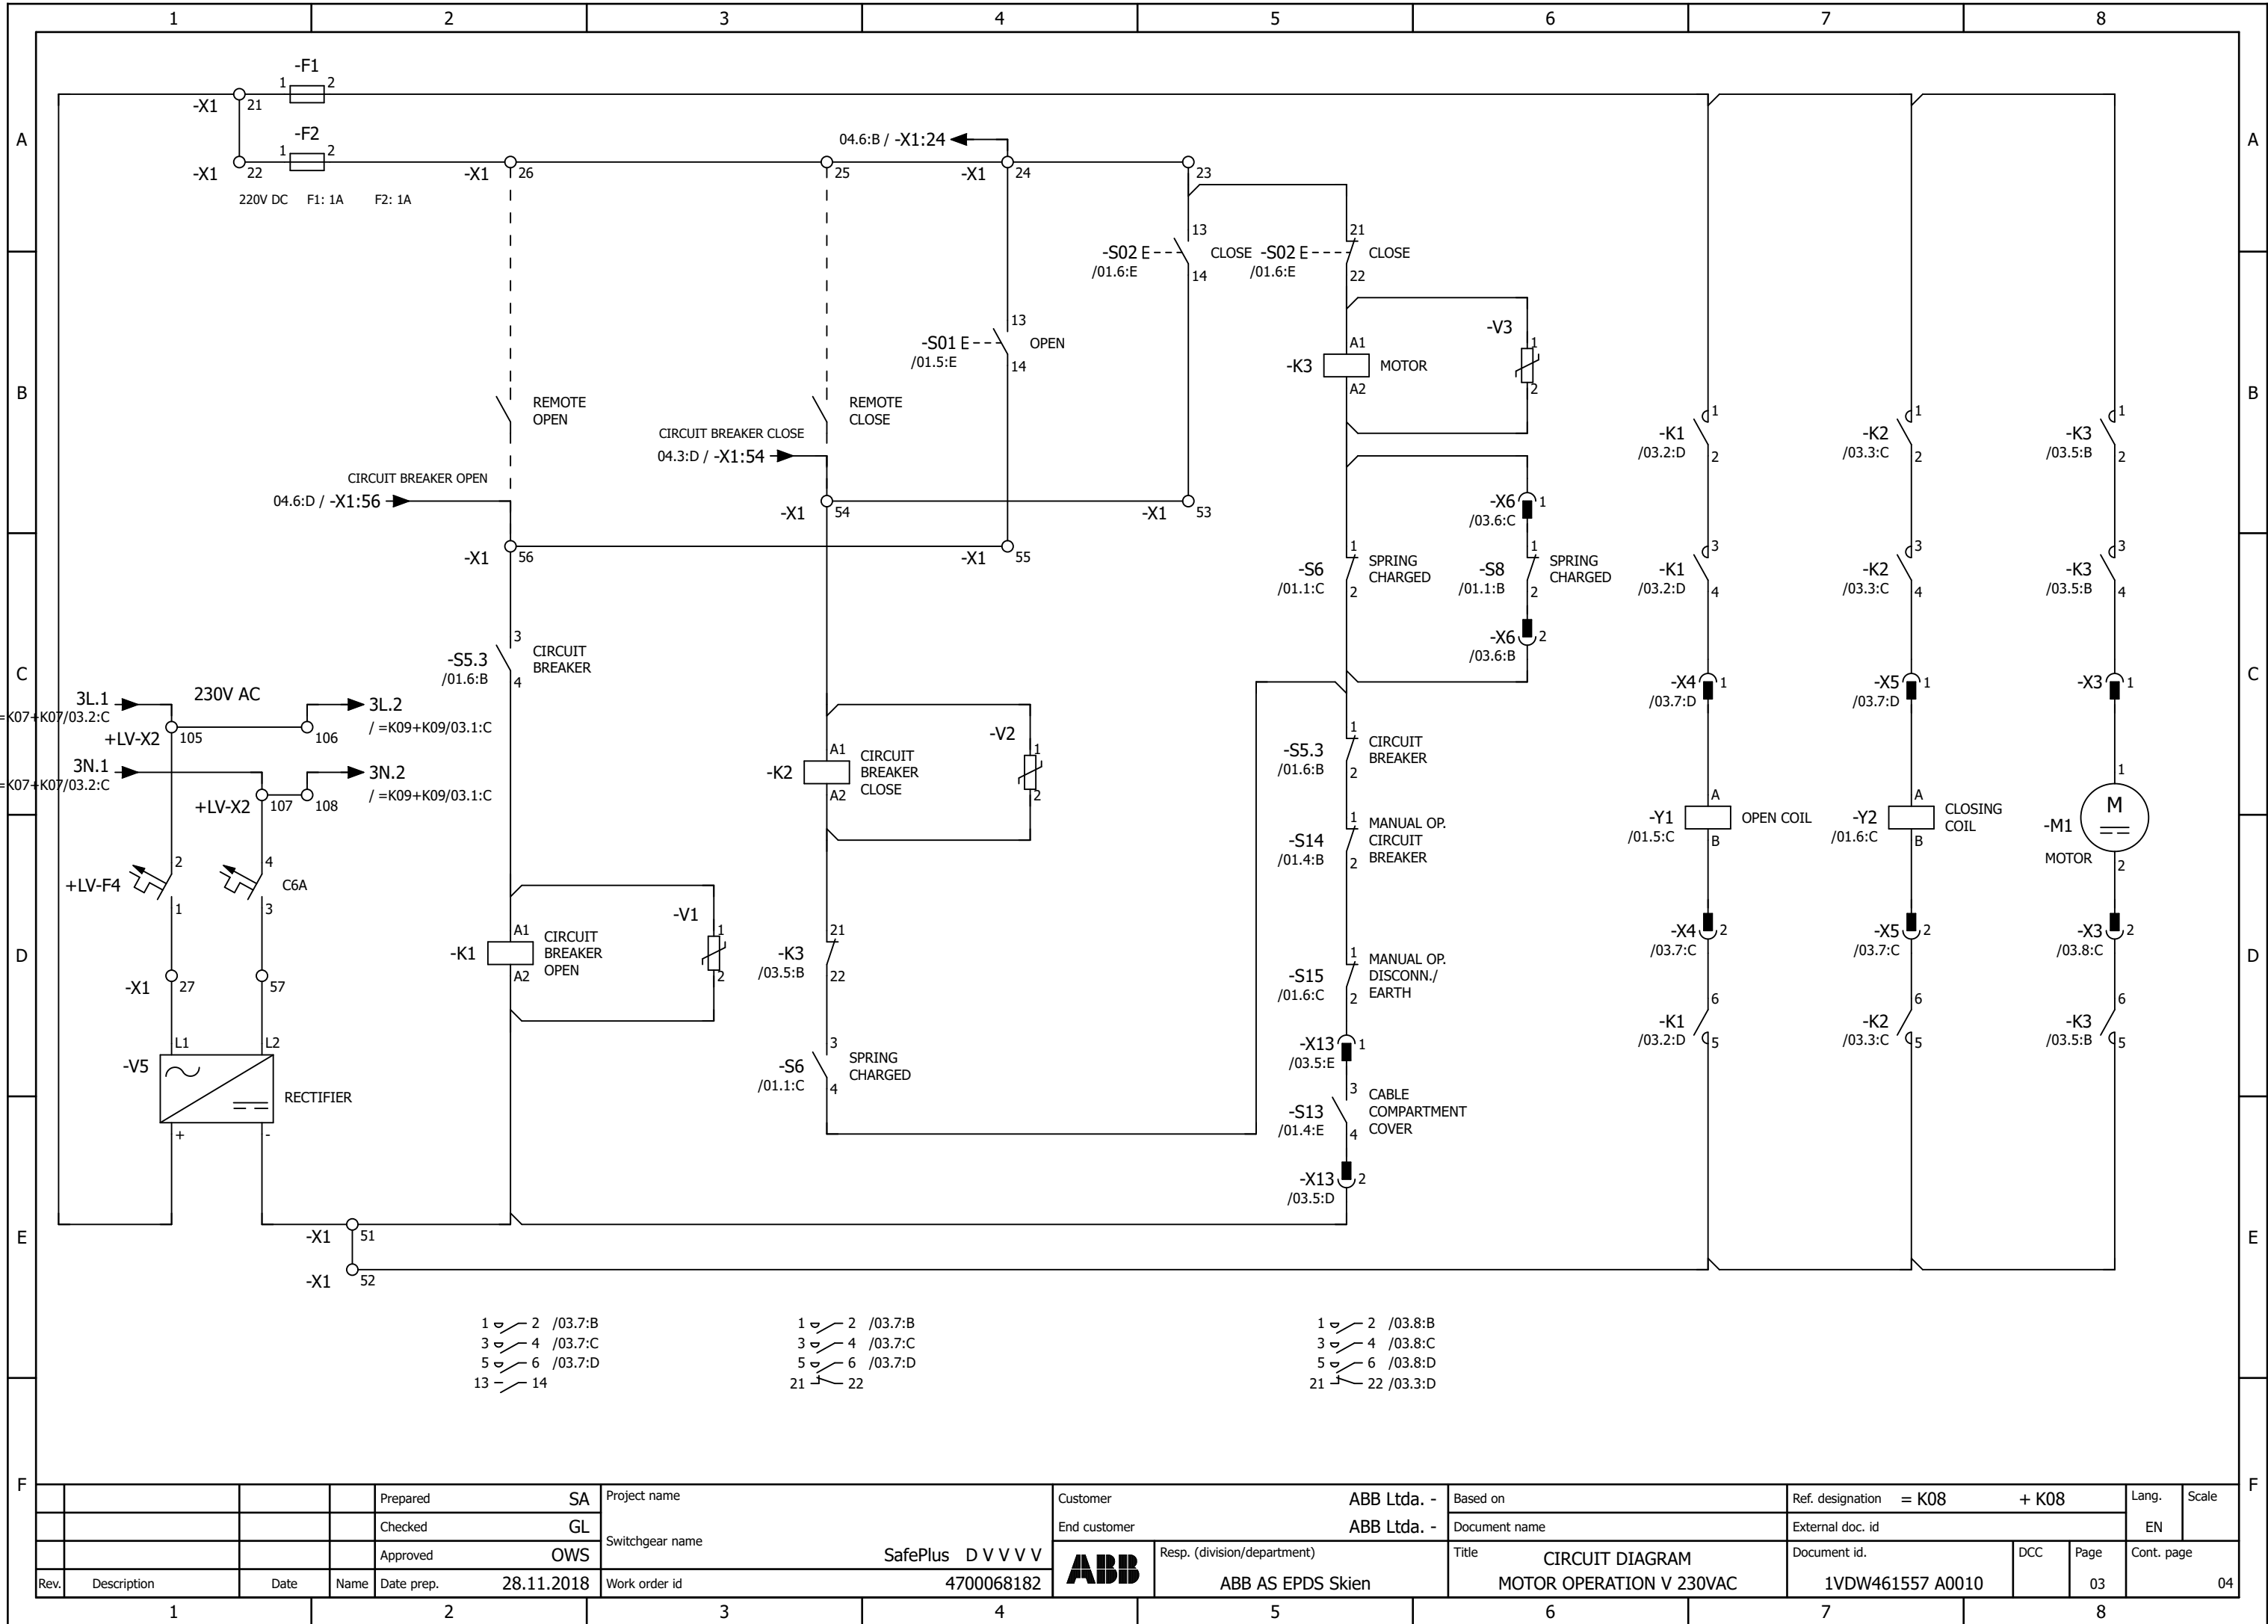 1 2 3 4 5 6 7 8
-F1
1 2
-X1 21
A A
-F2
1 2
-X1 22
220V DC F1: 1A F2: 1A
-X1 26
25
04.6:B / -X1:24
-X1 24
23
13
-S02 E CLOSE
/01.6:E
14
21
-S02 E CLOSE
/01.6:E
22
13
-S01 E OPEN
/01.5:E
14
A1
-K3 MOTOR
A2
-V3
1
2
B B
REMOTE
OPEN
REMOTE
CLOSE
CIRCUIT BREAKER CLOSE
04.3:D / -X1:54
CIRCUIT BREAKER OPEN
04.6:D / -X1:56
-X1 54
-X1 53
-X1 56
-X1 55
1
-K1
/03.2:D
2
1
-K2
/03.3:C
2
1
-K3
/03.5:B
2
-X6 1
/03.6:C
1
-S6 SPRING
CHARGED
/01.1:C
2
1
-S8 SPRING
CHARGED
/01.1:B
2
-X6 2
/03.6:B
3
-K1
/03.2:D
4
3
-K2
/03.3:C
4
3
-K3
/03.5:B
4
C C
3
-S5.3 CIRCUIT
BREAKER
/01.6:B
4
3L.1
=K07+K07/03.2:C
230V AC
3L.2
/ =K09+K09/03.1:C
+LV-X2 105
106
3N.1
=K07+K07/03.2:C
3N.2
/ =K09+K09/03.1:C
+LV-X2 107 108
A1
-K2 CIRCUIT
BREAKER
CLOSE
A2
-V2
1
2
1
-S5.3 CIRCUIT
BREAKER
/01.6:B
2
1
-S14 MANUAL OP.
CIRCUIT
BREAKER
/01.4:B
2
-X4 1
/03.7:D
-X5 1
/03.7:D
-X3 1
A
-Y1 OPEN COIL
/01.5:C
B
A
-Y2 CLOSING
COIL
/01.6:C
B
1
M
-M1
MOTOR
2
2
+LV-F4
1
4
C6A
3
D D
A1
-K1 CIRCUIT
BREAKER
OPEN
A2
-V1
1
2
21
-K3
/03.5:B
22
1
-S15 MANUAL OP.
DISCONN./
EARTH
/01.6:C
2
-X4 2
/03.7:C
-X5 2
/03.7:C
-X3 2
/03.8:C
-X1 27
57
L1 L2
-V5
RECTIFIER
+ -
3
-S6 SPRING
CHARGED
/01.1:C
4
-X13 1
/03.5:E
3
-S13 CABLE
COMPARTMENT
COVER
/01.4:E
4
-X13 2
/03.5:D
6
-K1
/03.2:D
5
6
-K2
/03.3:C
5
6
-K3
/03.5:B
5
E E
-X1 51
-X1 52
1 2 /03.7:B
3 4 /03.7:C
5 6 /03.7:D
13 14
1 2 /03.7:B
3 4 /03.7:C
5 6 /03.7:D
21 22
1 2 /03.8:B
3 4 /03.8:C
5 6 /03.8:D
21 22 /03.3:D
F F
Prepared SA
Checked GL
Approved OWS
Rev. Description Date Name Date prep. 28.11.2018
Project name
Switchgear name
SafePlus D V V V V
Work order id 4700068182
Customer ABB Ltda. -
End customer ABB Ltda. -
ABB
Resp. (division/department)
ABB AS EPDS Skien
Based on
Document name
Title CIRCUIT DIAGRAM
MOTOR OPERATION V 230VAC
Ref. designation = K08 + K08
External doc. id
Document id.
1VDW461557 A0010
DCC
Page
03
Lang.
EN
Scale
Cont. page
04
1 2 3 4 5 6 7 8